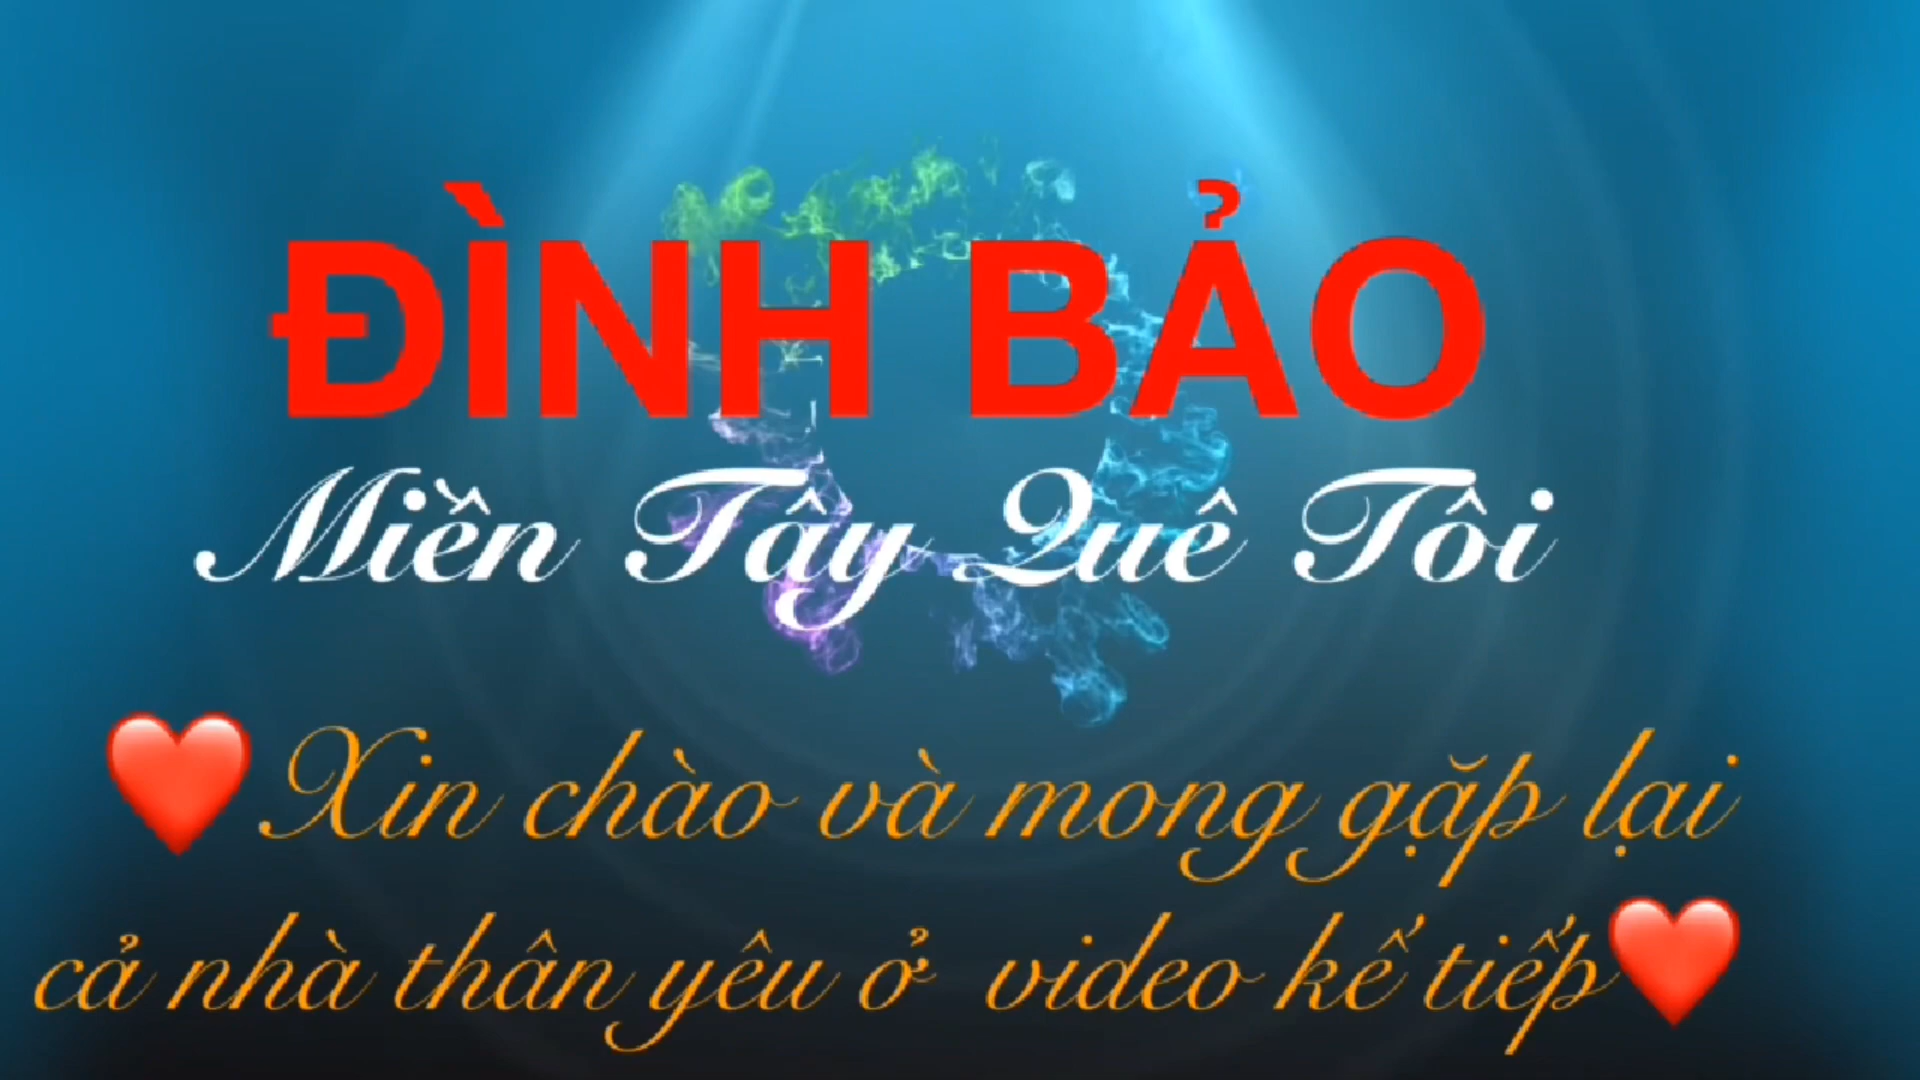 ĐÌNH BẢO
Miền Tây Quê Tôi
❤️Xin chào và mong gặp lại
cả nhà thân yêu ở video kế tiếp❤️